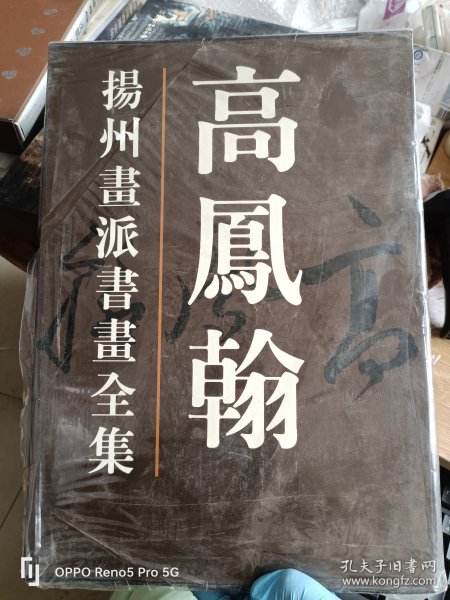 高鳳翰
揚州畫派書畫全集
OPPO Reno5 Pro 5G
孔夫子旧书网
www.kongfz.com